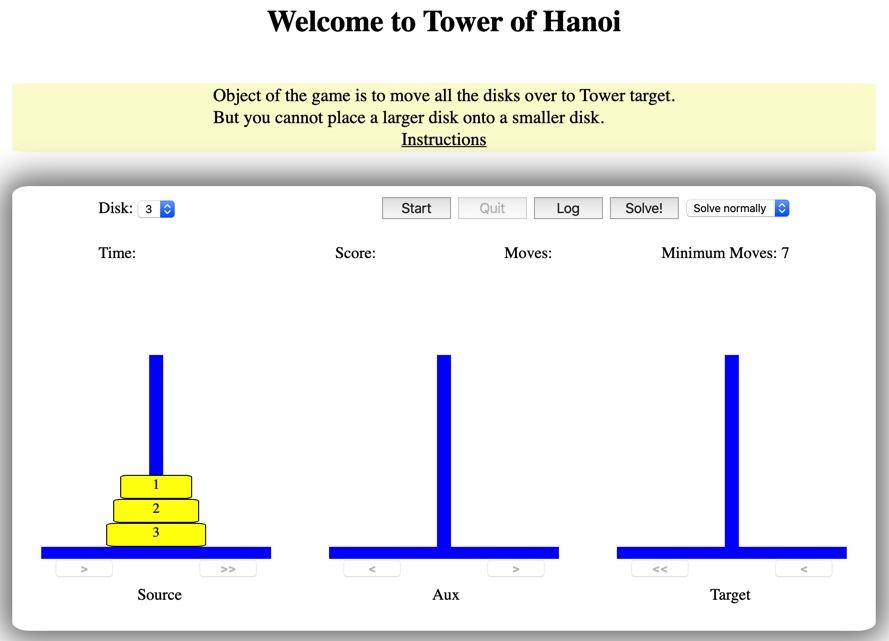 Welcome to Tower of Hanoi
Object of the game is to move all the disks over to Tower target.
But you cannot place a larger disk onto a smaller disk.
Instructions
Disk: 3 Start Quit Log Solve! Solve normally
Time: Score: Moves: Minimum Moves: 7
1
2
3
> >> < > << <
Source Aux Target